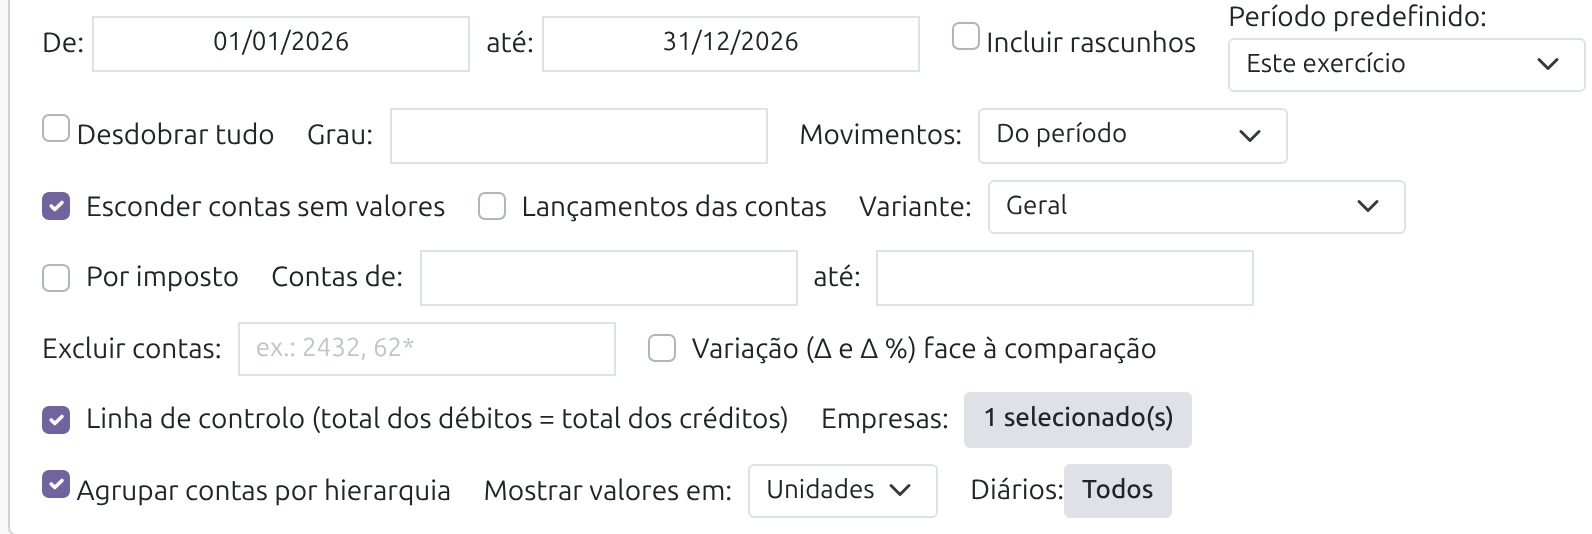 De: 01/01/2026 até: 31/12/2026 Incluir rascunhos Período predefinido:
Este exercício
Desdobrar tudo Grau: Movimentos: Do período
Esconder contas sem valores Lançamentos das contas Variante: Geral
Por imposto Contas de: até:
Excluir contas: ex.: 2432, 62* Variação (Δ e Δ %) face à comparação
Linha de controlo (total dos débitos = total dos créditos) Empresas: 1 selecionado(s)
Agrupar contas por hierarquia Mostrar valores em: Unidades Diários: Todos